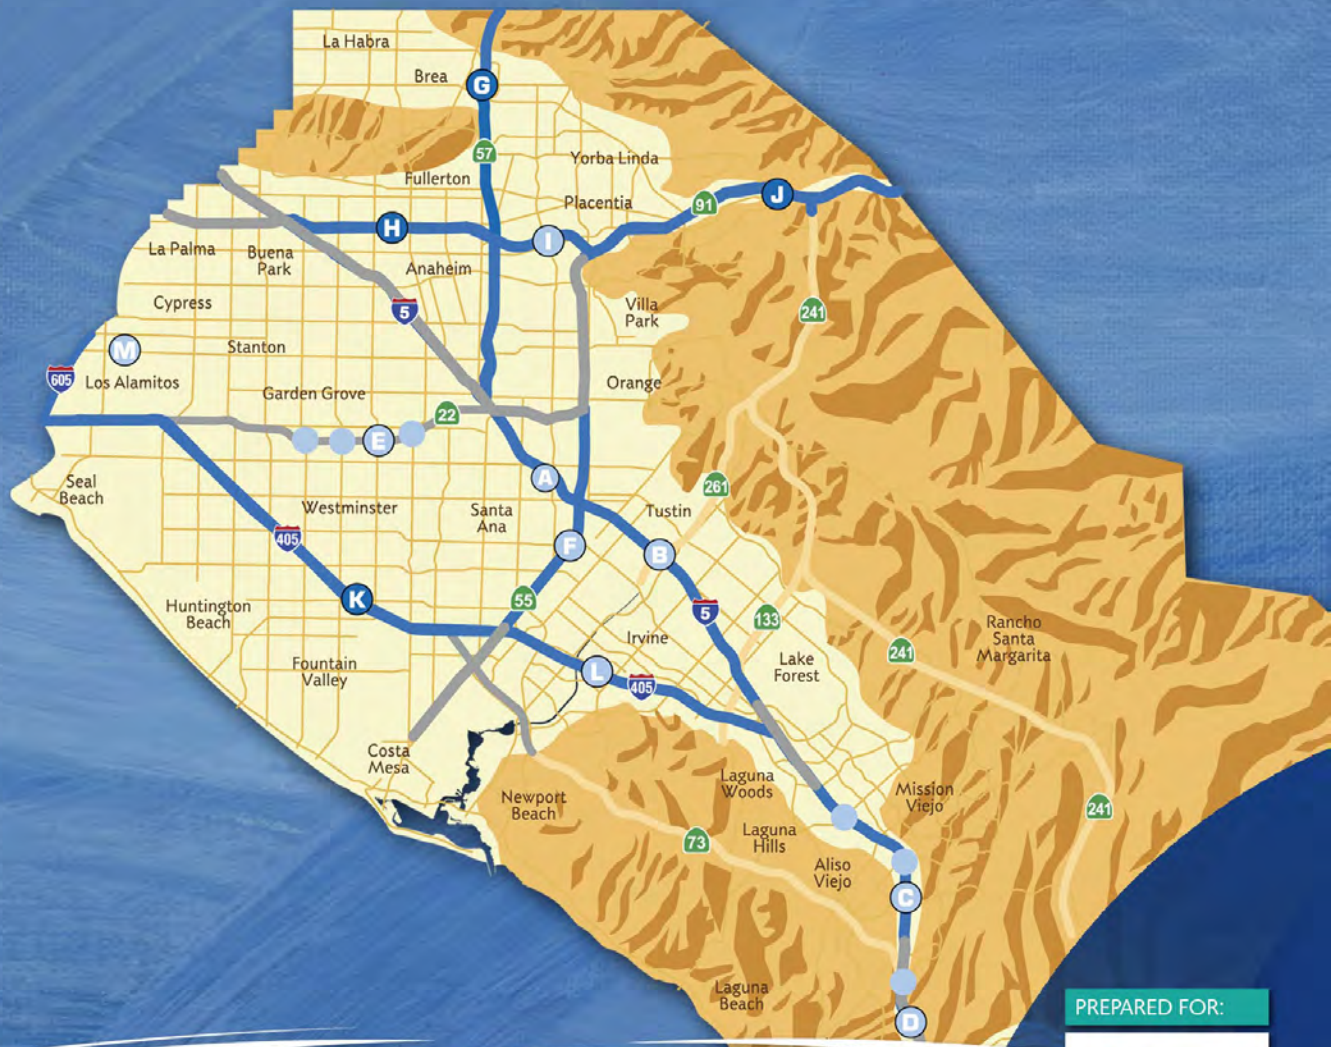 La Habra
Brea
G
57
Yorba Linda
Fullerton
Placentia
91
J
H
I
La Palma
Buena
Park
Anaheim
Cypress
5
Villa
Park
241
M
Stanton
605
Los Alamitos
Garden Grove
Orange
22
E
Seal
Beach
A
261
Westminster
Santa
Ana
Tustin
405
F
B
K
55
5
133
Huntington
Beach
Irvine
Rancho
Santa
Margarita
241
Fountain
Valley
L
405
Lake
Forest
Costa
Mesa
Newport
Beach
Laguna
Woods
Mission
Viejo
241
73
Laguna
Hills
Aliso
Viejo
C
Laguna
Beach
D
PREPARED FOR: